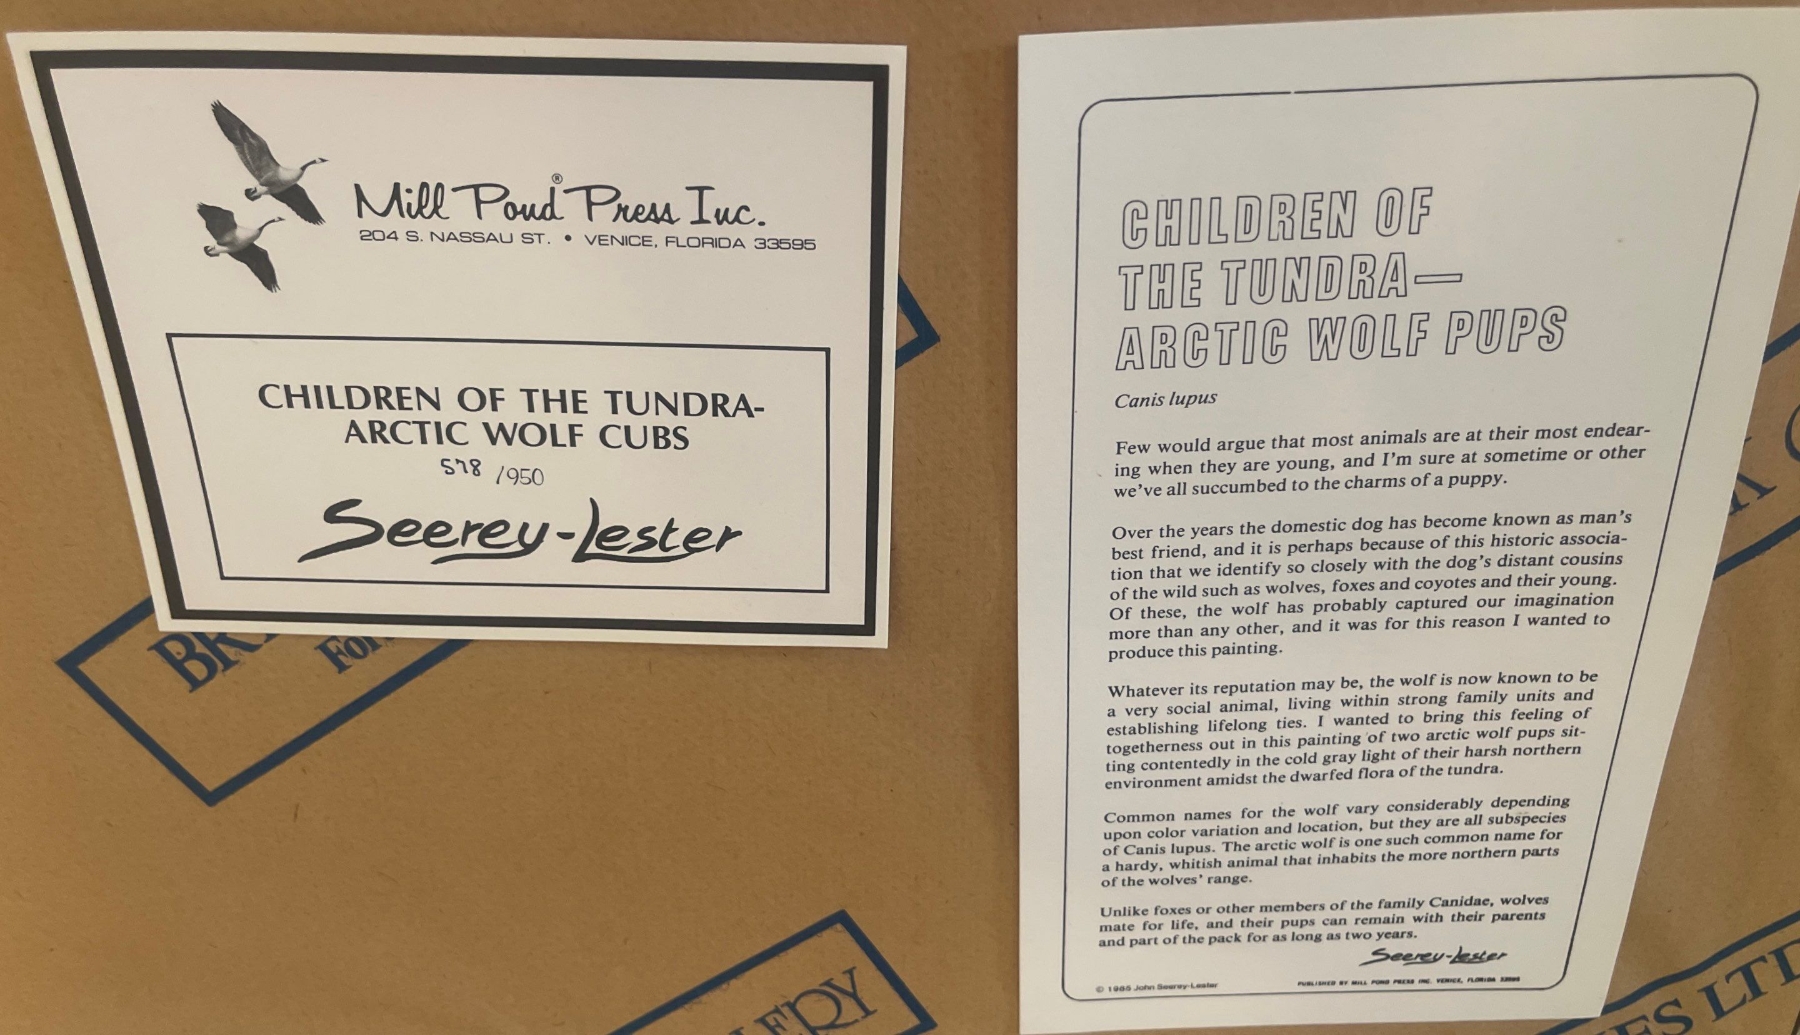 Mill Pond Press Inc.
®
204 S. NASSAU ST. • VENICE, FLORIDA 33595
CHILDREN OF THE TUNDRA-
ARCTIC WOLF CUBS
578 /950
Seerey-Lester
CHILDREN OF
THE TUNDRA—
ARCTIC WOLF PUPS
Canis lupus
Few would argue that most animals are at their most endear-
ing when they are young, and I'm sure at sometime or other
we've all succumbed to the charms of a puppy.
Over the years the domestic dog has become known as man's
best friend, and it is perhaps because of this historic associa-
tion that we identify so closely with the dog's distant cousins
of the wild such as wolves, foxes and coyotes and their young.
Of these, the wolf has probably captured our imagination
more than any other, and it was for this reason I wanted to
produce this painting.
Whatever its reputation may be, the wolf is now known to be
a very social animal, living within strong family units and
establishing lifelong ties. I wanted to bring this feeling of
togetherness out in this painting of two arctic wolf pups sit-
ting contentedly in the cold gray light of their harsh northern
environment amidst the dwarfed flora of the tundra.
Common names for the wolf vary considerably depending
upon color variation and location, but they are all subspecies
of Canis lupus. The arctic wolf is one such common name for
a hardy, whitish animal that inhabits the more northern parts
of the wolves' range.
Unlike foxes or other members of the family Canidae, wolves
mate for life, and their pups can remain with their parents
and part of the pack for as long as two years.
Seerey-Lester
© 1985 John Seerey-Lester
PUBLISHED BY MILL POND PRESS INC. VENICE, FLORIDA 33595
LTD